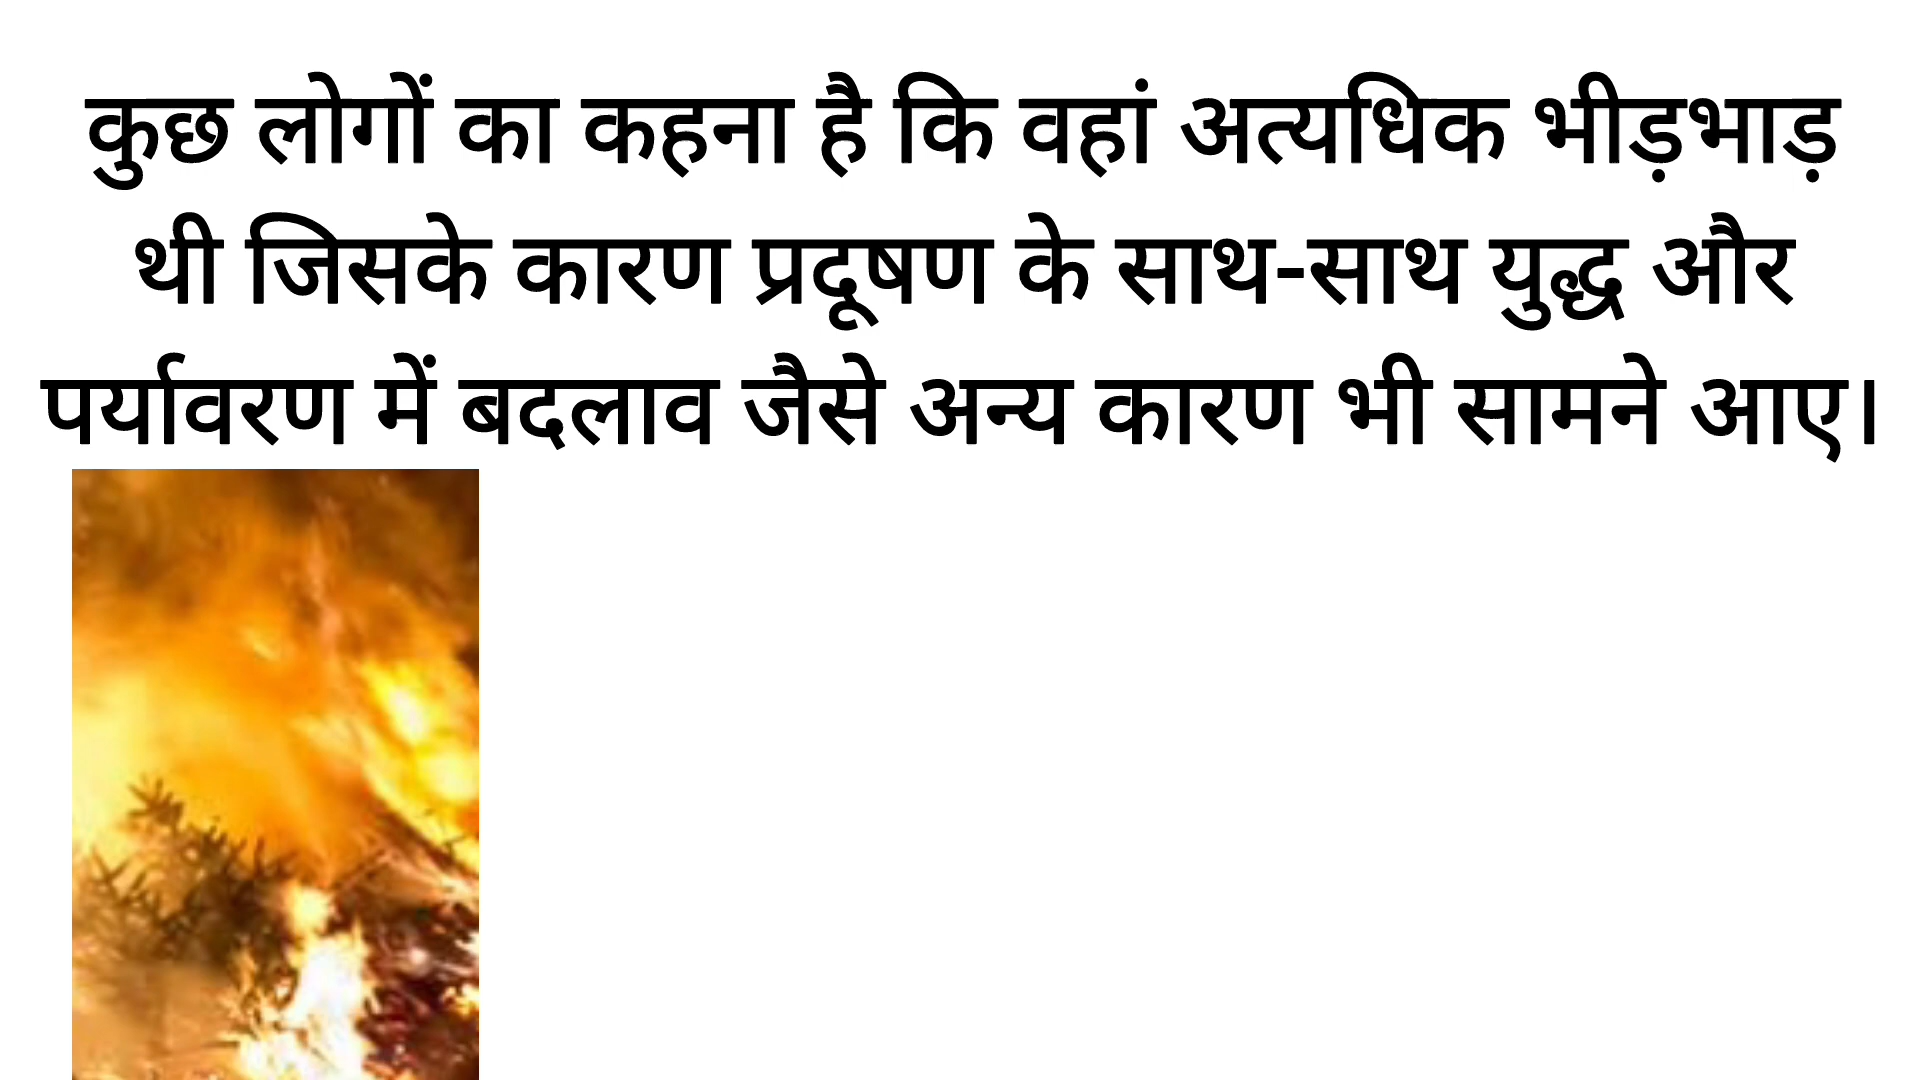 कुछ लोगों का कहना है कि वहां अत्यधिक भीड़भाड़
थी जिसके कारण प्रदूषण के साथ-साथ युद्ध और
पर्यावरण में बदलाव जैसे अन्य कारण भी सामने आए।